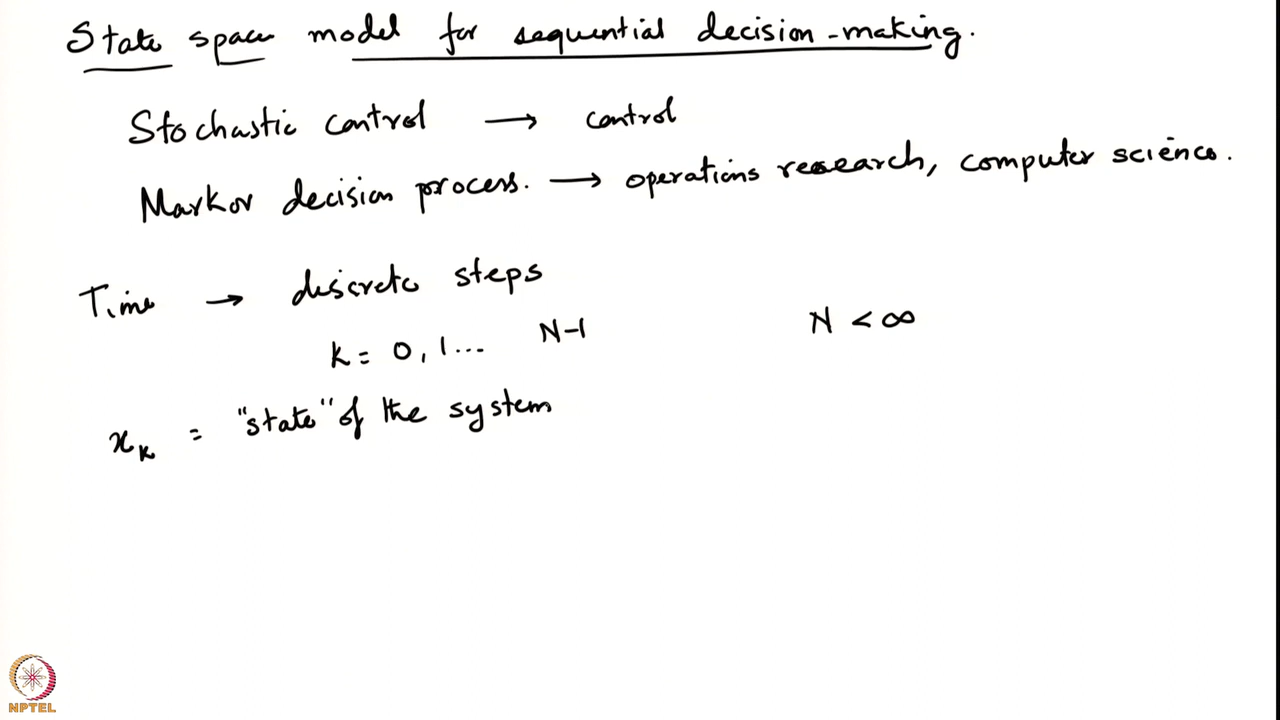 State space model for sequential decision-making.
Stochastic control → control
Markov decision process. → operations research, computer science.
Time → discrete steps
k = 0, 1 ... N-1 N < ∞
x_k = "state" of the system
NPTEL